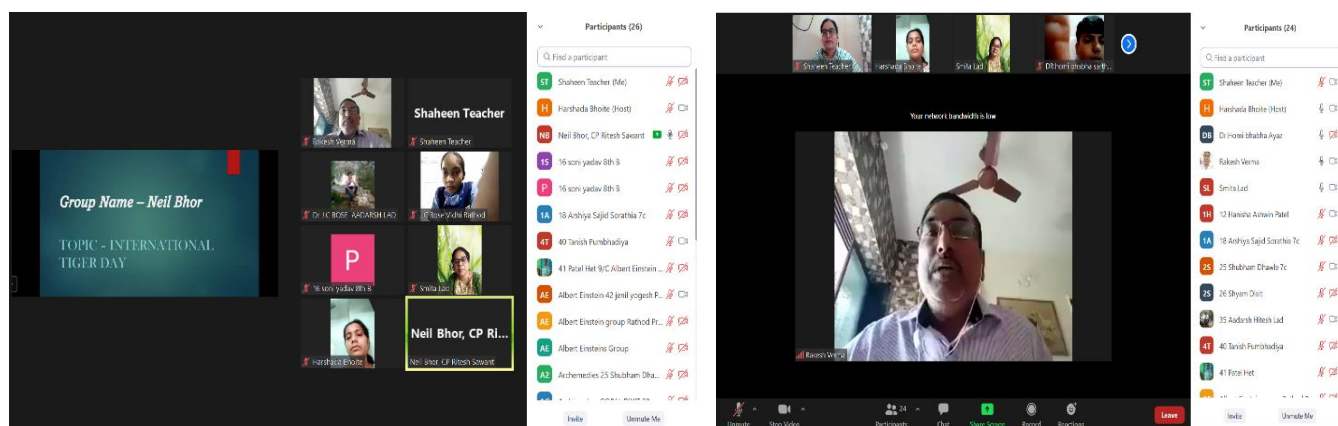 Group Name – Neil Bhor
TOPIC - INTERNATIONAL
TIGER DAY
Rakesh Verma
Shaheen Teacher
Shaheen Teacher
Dr. J.C BOSE AADARSH LAD
J.C Bose Vidhi Rathod
P
16 soni yadav 8th B
Smita Lad
Harshada Bhoite
Neil Bhor, CP Ri...
Neil Bhor, CP Ritesh Sawant
Participants (26)
Find a participant
ST Shaheen Teacher (Me)
H Harshada Bhoite (Host)
NB Neil Bhor, CP Ritesh Sawant
1S 16 soni yadav 8th B
P 16 soni yadav 8th B
1A 18 Arshiya Sajid Sorathia 7c
4T 40 Tanish Pumbhadiya
41 Patel Het 9/C Albert Einstein ...
AE Albert Einstein 42 jenil yogesh P...
AE Albert Einstein group Rathod Pr...
AE Albert Einsteins Group
A2 Archemedies 25 Shubham Dha...
Invite
Unmute Me
Shaheen Teacher
Harshada Bhoite
Smita Lad
Your network bandwidth is low
Rakesh Verma
Unmute
Stop Video
24
Participants
Chat
Share Screen
Record
Reactions
Leave
Participants (24)
Find a participant
ST Shaheen Teacher (Me)
H Harshada Bhoite (Host)
DB Dr.Homi bhabha Ayaz
Rakesh Verma
SL Smita Lad
1H 12 Hanisha Ashwin Patel
1A 18 Arshiya Sajid Sorathia 7c
2S 25 Shubham Dhawle 7c
2S 26 Shyam Dixit
35 Aadarsh Hitesh Lad
4T 40 Tanish Pumbhadiya
41 Patel Het
Invite
Unmute Me